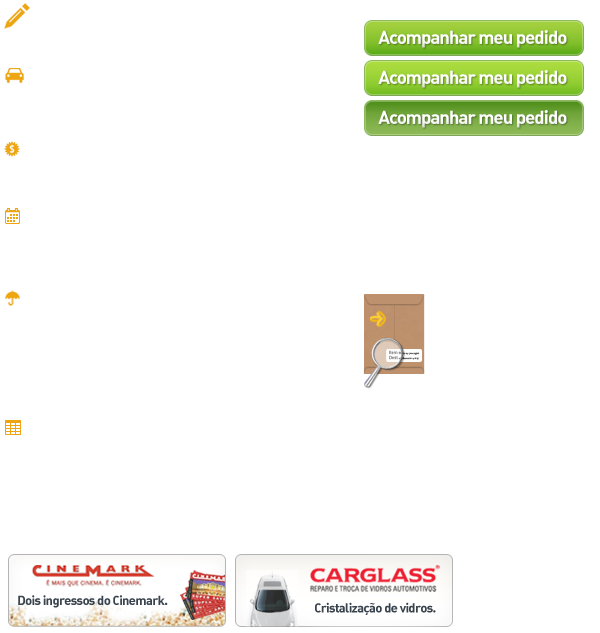 Acompanhar meu pedido
Acompanhar meu pedido
Acompanhar meu pedido
CINEMARK
É MAIS QUE CINEMA. É CINEMARK.
Dois ingressos do Cinemark.
CINEMARK
CARGLASS®
REPARO E TROCA DE VIDROS AUTOMOTIVOS
Cristalização de vidros.